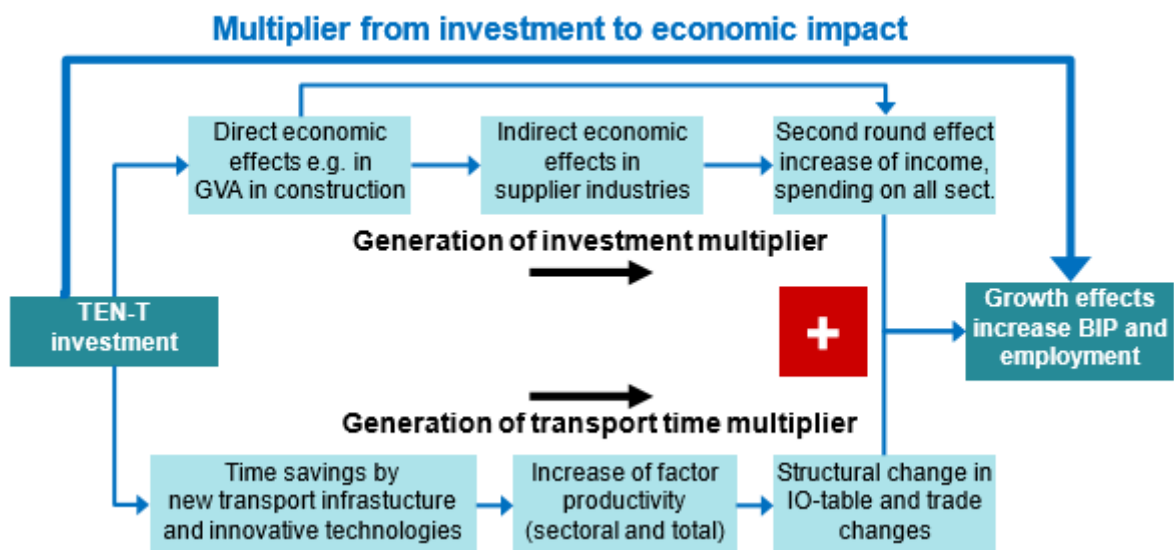 Multiplier from investment to economic impact
Direct economic
effects e.g. in
GVA in construction
Indirect economic
effects in
supplier industries
Second round effect
increase of income,
spending on all sect.
Generation of investment multiplier
TEN-T
investment
+
Growth effects
increase BIP and
employment
Generation of transport time multiplier
Time savings by
new transport infrastucture
and innovative technologies
Increase of factor
productivity
(sectoral and total)
Structural change in
IO-table and trade
changes